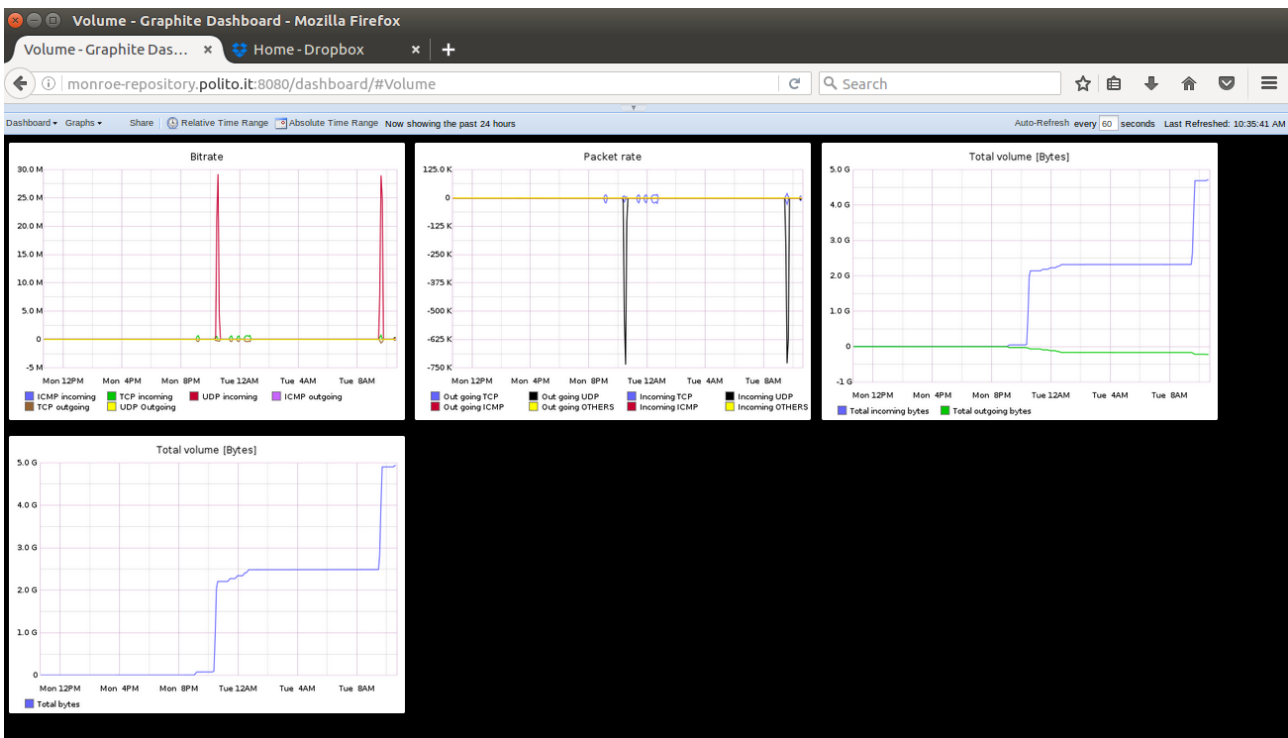 Volume - Graphite Dashboard - Mozilla Firefox
Volume - Graphite Das... × Home - Dropbox × +
monroe-repository.polito.it:8080/dashboard/#Volume Search
Dashboard Graphs Share Relative Time Range Absolute Time Range Now showing the past 24 hours Auto-Refresh every 60 seconds Last Refreshed: 10:35:41 AM
Bitrate
30.0 M
25.0 M
20.0 M
10.0 M
5.0 M
0
-5 M
Mon 12PM Mon 4PM Mon 8PM Tue 12AM Tue 4AM Tue 8AM
ICMP incoming TCP incoming UDP incoming ICMP outgoing
TCP outgoing UDP Outgoing
Packet rate
125.0 K
0
-125 K
-250 K
-375 K
-500 K
-625 K
-750 K
Mon 12PM Mon 4PM Mon 8PM Tue 12AM Tue 4AM Tue 8AM
Out going TCP Out going UDP Incoming TCP Incoming UDP
Out going ICMP Out going OTHERS Incoming ICMP Incoming OTHERS
Total volume [Bytes]
5.0 G
4.0 G
3.0 G
2.0 G
1.0 G
0
-1 G
Mon 12PM Mon 4PM Mon 8PM Tue 12AM Tue 4AM Tue 8AM
Total incoming bytes Total outgoing bytes
Total volume [Bytes]
5.0 G
4.0 G
3.0 G
2.0 G
1.0 G
0
Mon 12PM Mon 4PM Mon 8PM Tue 12AM Tue 4AM Tue 8AM
Total bytes